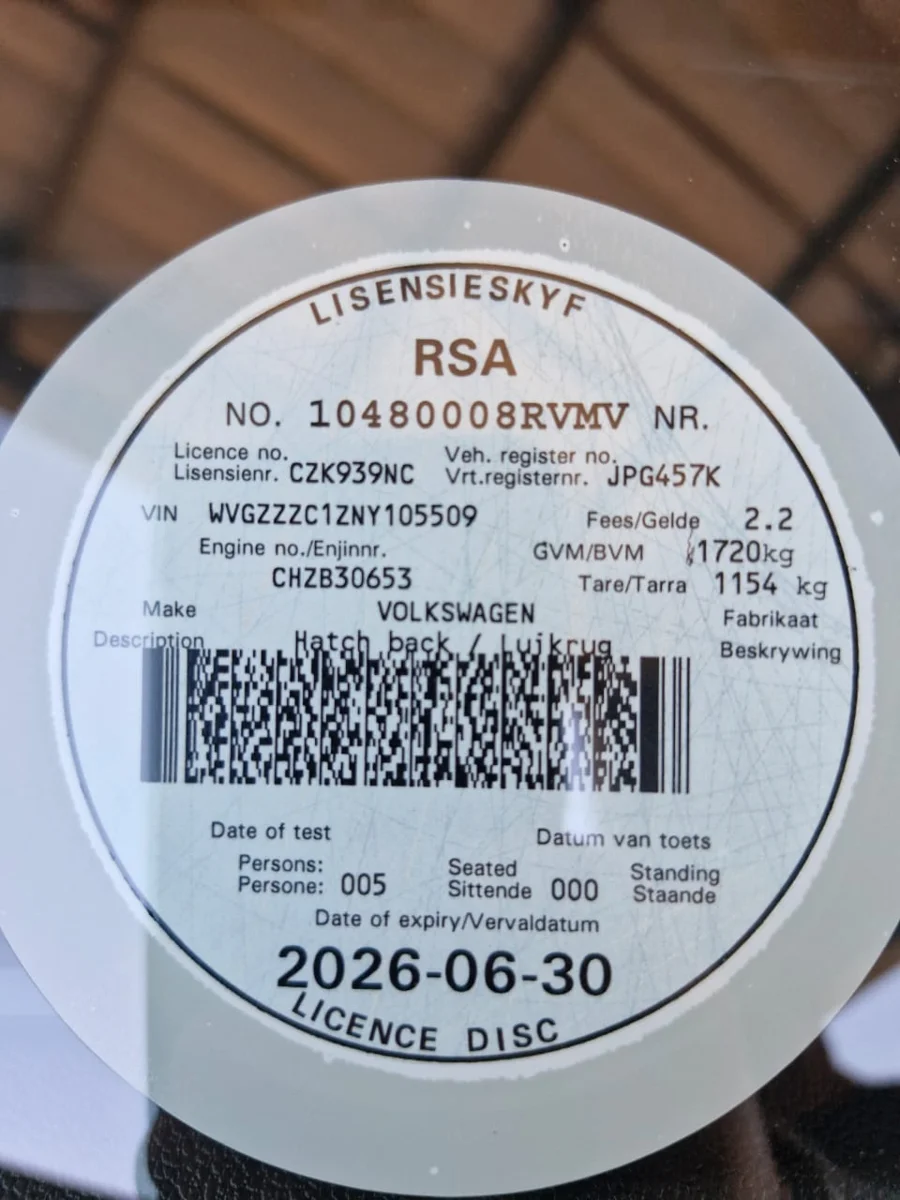 LISENSIESKYF
RSA
NO. 10480008RVMV NR.
Licence no. Veh. register no.
Lisensienr. CZK939NC Vrt.registernr. JPG457K
VIN WVGZZZC1ZNY105509 Fees/Gelde 2.2
Engine no./Enjinnr. GVM/BVM 1720kg
CHZB30653 Tare/Tarra 1154 kg
Make VOLKSWAGEN Fabrikaat
Description Hatch back / Luikrug Beskrywing
Date of test Datum van toets
Persons: Seated Standing
Persone: 005 Sittende 000 Staande
Date of expiry/Vervaldatum
2026-06-30
LICENCE DISC